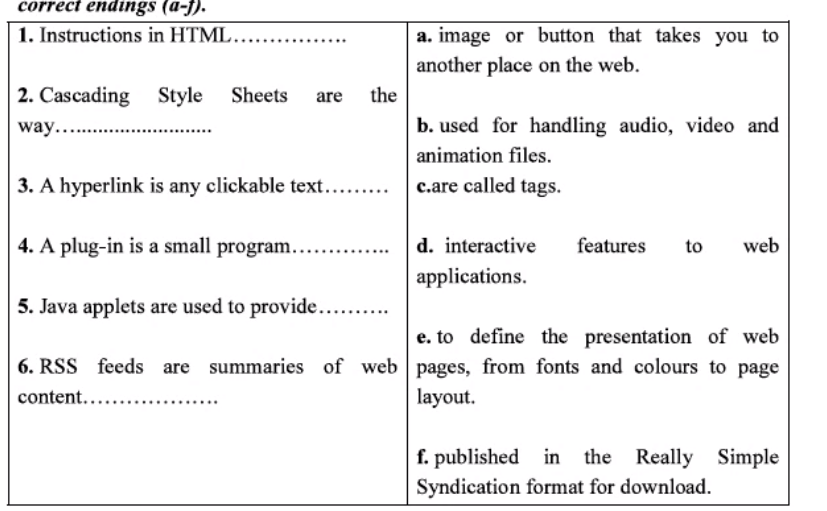 correct endings (a-f).
1. Instructions in HTML................
2. Cascading Style Sheets are the
way............................
3. A hyperlink is any clickable text.........
4. A plug-in is a small program..............
5. Java applets are used to provide..........
6. RSS feeds are summaries of web
content...................
a. image or button that takes you to
another place on the web.
b. used for handling audio, video and
animation files.
c.are called tags.
d. interactive features to web
applications.
e. to define the presentation of web
pages, from fonts and colours to page
layout.
f. published in the Really Simple
Syndication format for download.